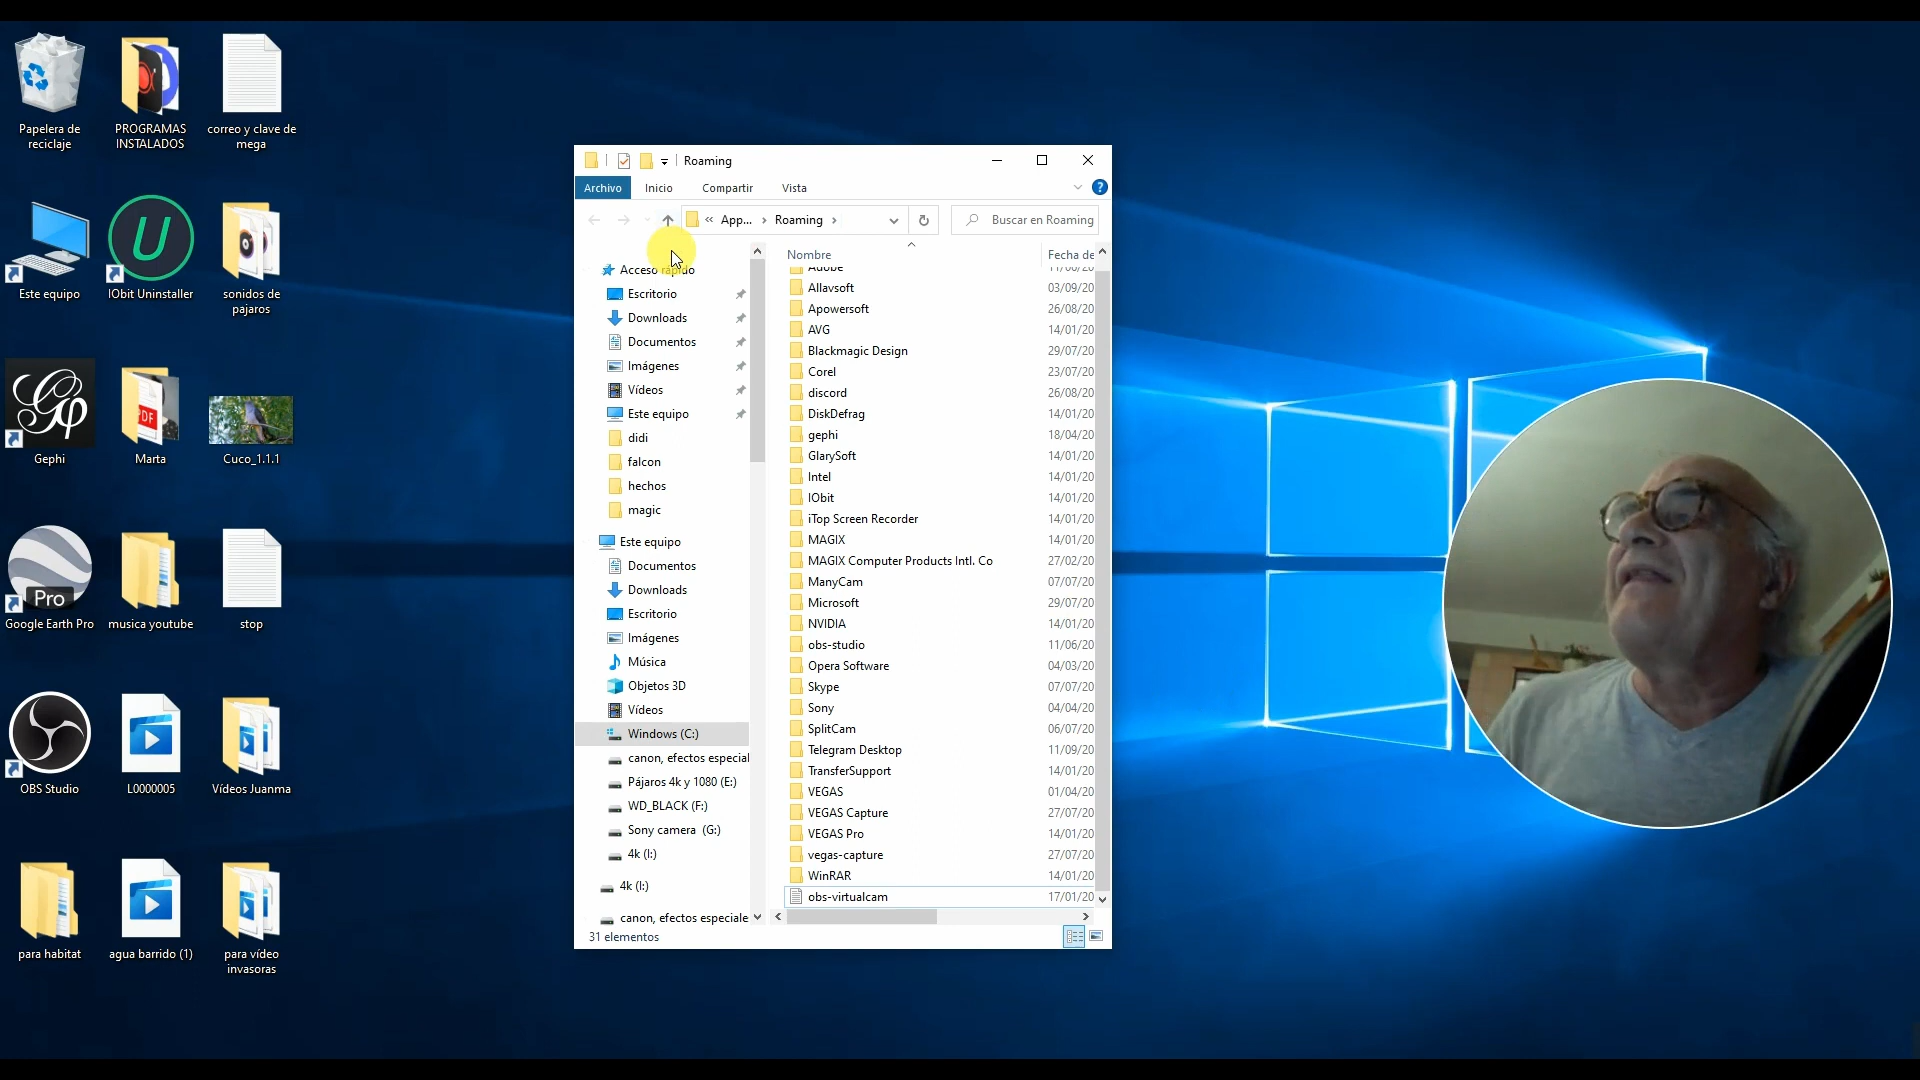 Papelera de
reciclaje
PROGRAMAS
INSTALADOS
correo y clave de
mega
Este equipo
IObit Uninstaller
sonidos de
pajaros
Gephi
PDF
Marta
Cuco_1.1.1
Pro
Google Earth Pro
musica youtube
stop
OBS Studio
L0000005
Vídeos Juanma
para habitat
agua barrido (1)
para vídeo
invasoras
Roaming
Archivo
Inicio
Compartir
Vista
« App... › Roaming ›
Buscar en Roaming
Acceso rápido
Escritorio
Downloads
Documentos
Imágenes
Vídeos
Este equipo
didi
falcon
hechos
magic
Este equipo
Documentos
Downloads
Escritorio
Imágenes
Música
Objetos 3D
Vídeos
Windows (C:)
canon, efectos especial
Pájaros 4k y 1080 (E:)
WD_BLACK (F:)
Sony camera (G:)
4k (I:)
4k (I:)
canon, efectos especiale
Nombre Fecha de
Adobe 11/06/20
Allavsoft 03/09/20
Apowersoft 26/08/20
AVG 14/01/20
Blackmagic Design 29/07/20
Corel 23/07/20
discord 26/08/20
DiskDefrag 14/01/20
gephi 18/04/20
GlarySoft 14/01/20
Intel 14/01/20
IObit 14/01/20
iTop Screen Recorder 14/01/20
MAGIX 14/01/20
MAGIX Computer Products Intl. Co 27/02/20
ManyCam 07/07/20
Microsoft 29/07/20
NVIDIA 14/01/20
obs-studio 11/06/20
Opera Software 04/03/20
Skype 07/07/20
Sony 04/04/20
SplitCam 06/07/20
Telegram Desktop 11/09/20
TransferSupport 14/01/20
VEGAS 01/04/20
VEGAS Capture 27/07/20
VEGAS Pro 14/01/20
vegas-capture 27/07/20
WinRAR 14/01/20
obs-virtualcam 17/01/20
31 elementos